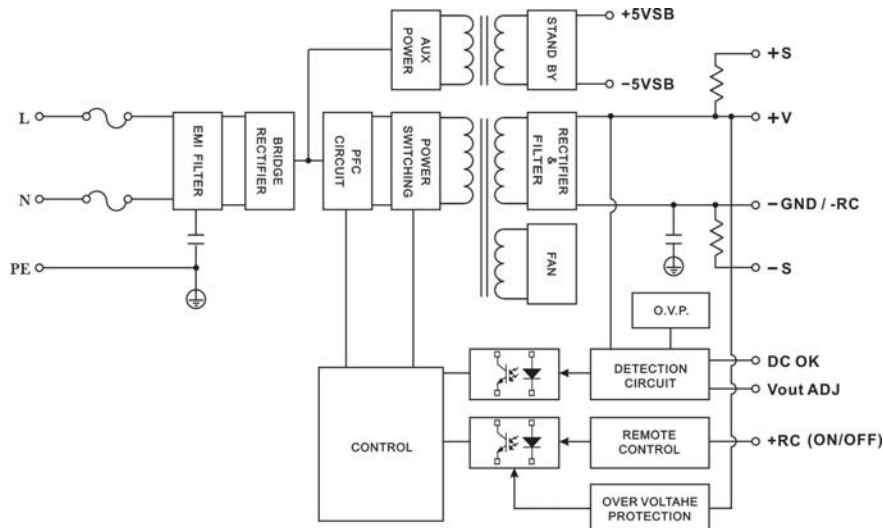 +5VSB
AUX
POWER
STAND BY
−5VSB
+S
L
EMI FILTER
BRIDGE
RECTIFIER
PFC
CIRCUIT
POWER
SWITCHING
RECTIFIER
&
FILTER
+V
N
−GND / -RC
PE
FAN
−S
O.V.P.
DETECTION
CIRCUIT
DC OK
Vout ADJ
CONTROL
REMOTE
CONTROL
+RC (ON/OFF)
OVER VOLTAHE
PROTECTION